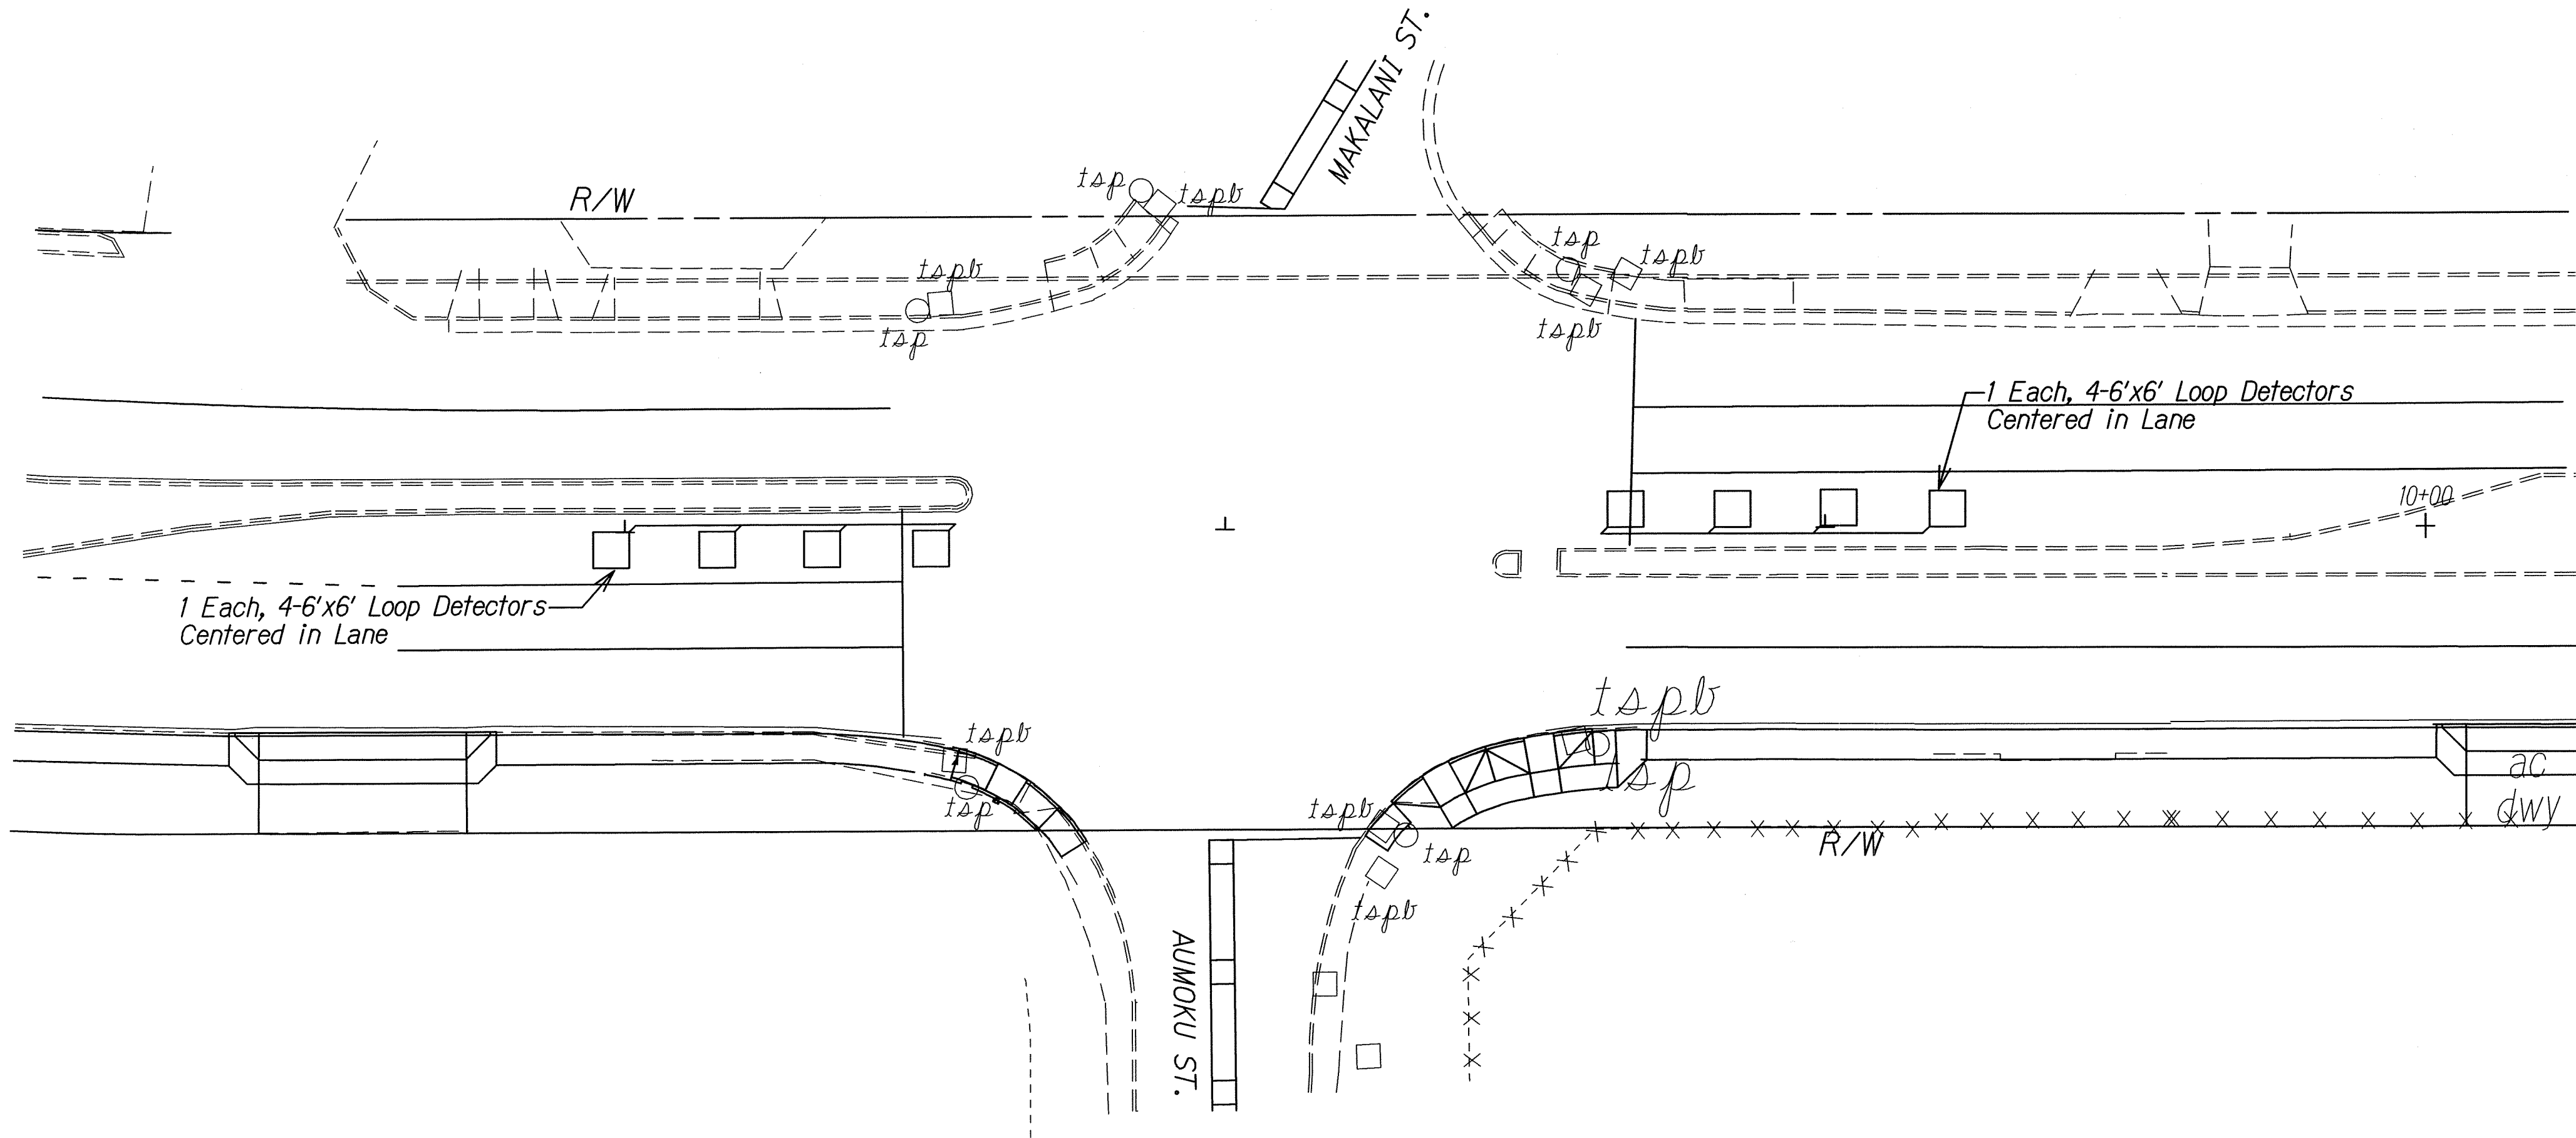 MAKALANI ST.
tsp
tspb
R/W
tspb
tsp
tsp
tspb
tspb
1 Each, 4-6'x6' Loop Detectors
Centered in Lane
10+00
1 Each, 4-6'x6' Loop Detectors
Centered in Lane
tspb
tsp
tspb
tsp
tspb
tsp
tspb
R/W
ac
dwy
AUMOKU ST.